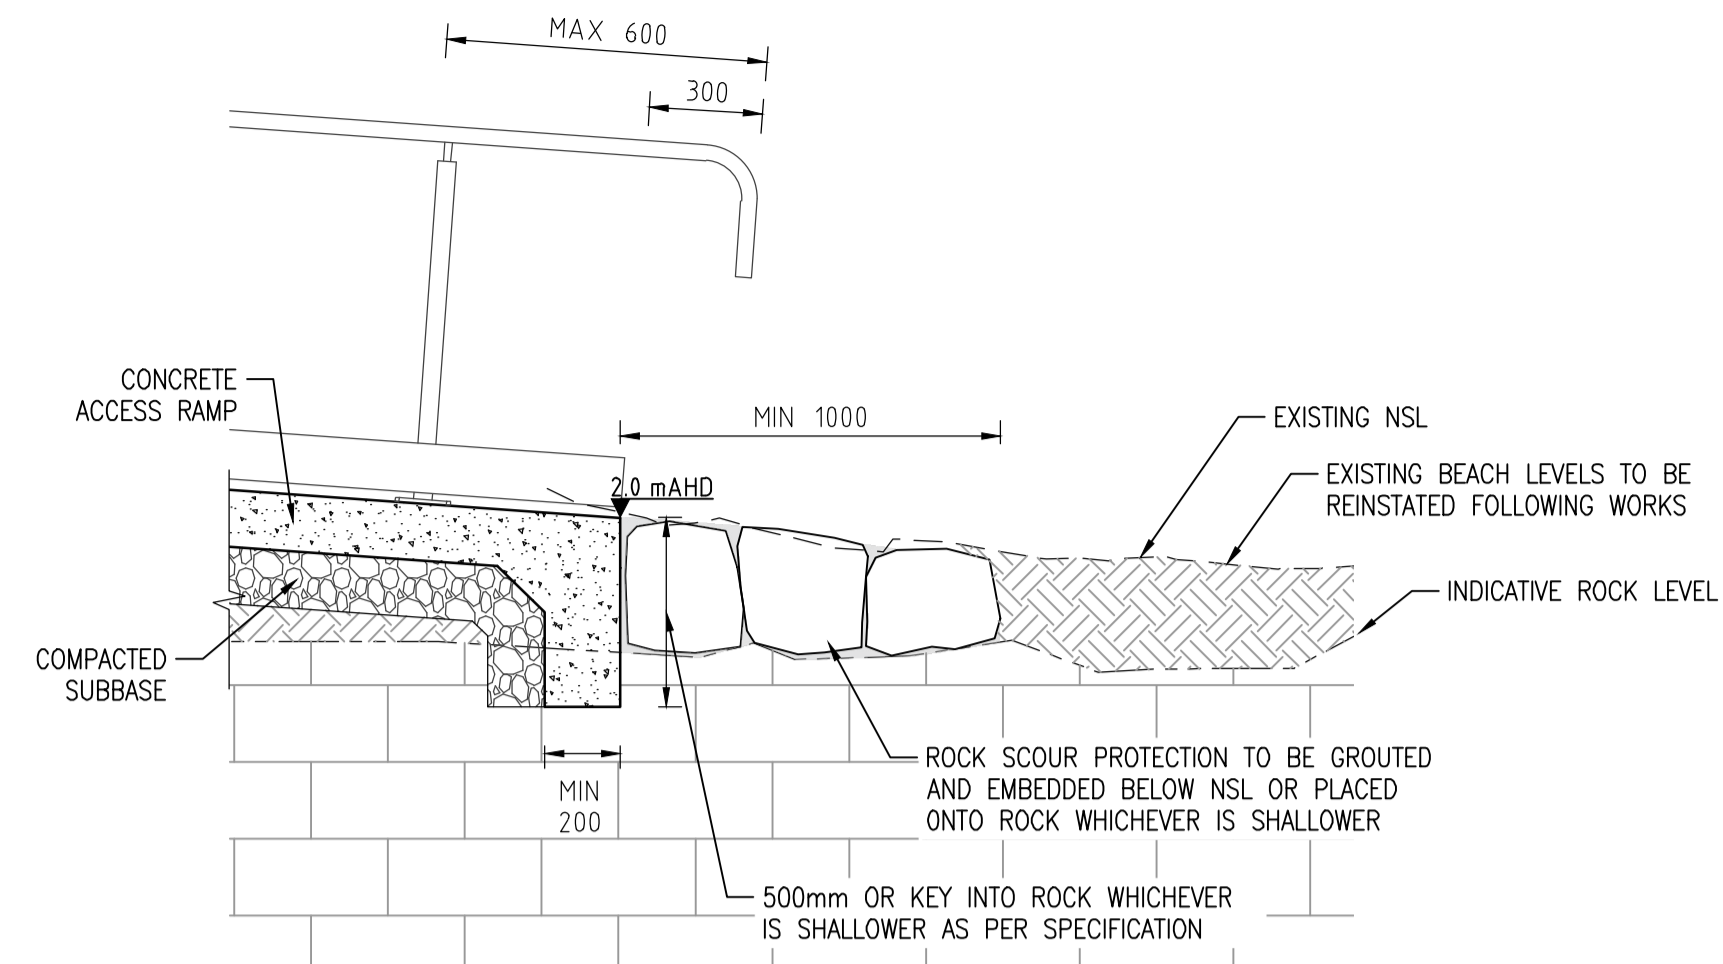 MAX 600
300
CONCRETE
ACCESS RAMP
MIN 1000
EXISTING NSL
EXISTING BEACH LEVELS TO BE
REINSTATED FOLLOWING WORKS
2.0 mAHD
INDICATIVE ROCK LEVEL
COMPACTED
SUBBASE
ROCK SCOUR PROTECTION TO BE GROUTED
AND EMBEDDED BELOW NSL OR PLACED
ONTO ROCK WHICHEVER IS SHALLOWER
MIN
200
500mm OR KEY INTO ROCK WHICHEVER
IS SHALLOWER AS PER SPECIFICATION